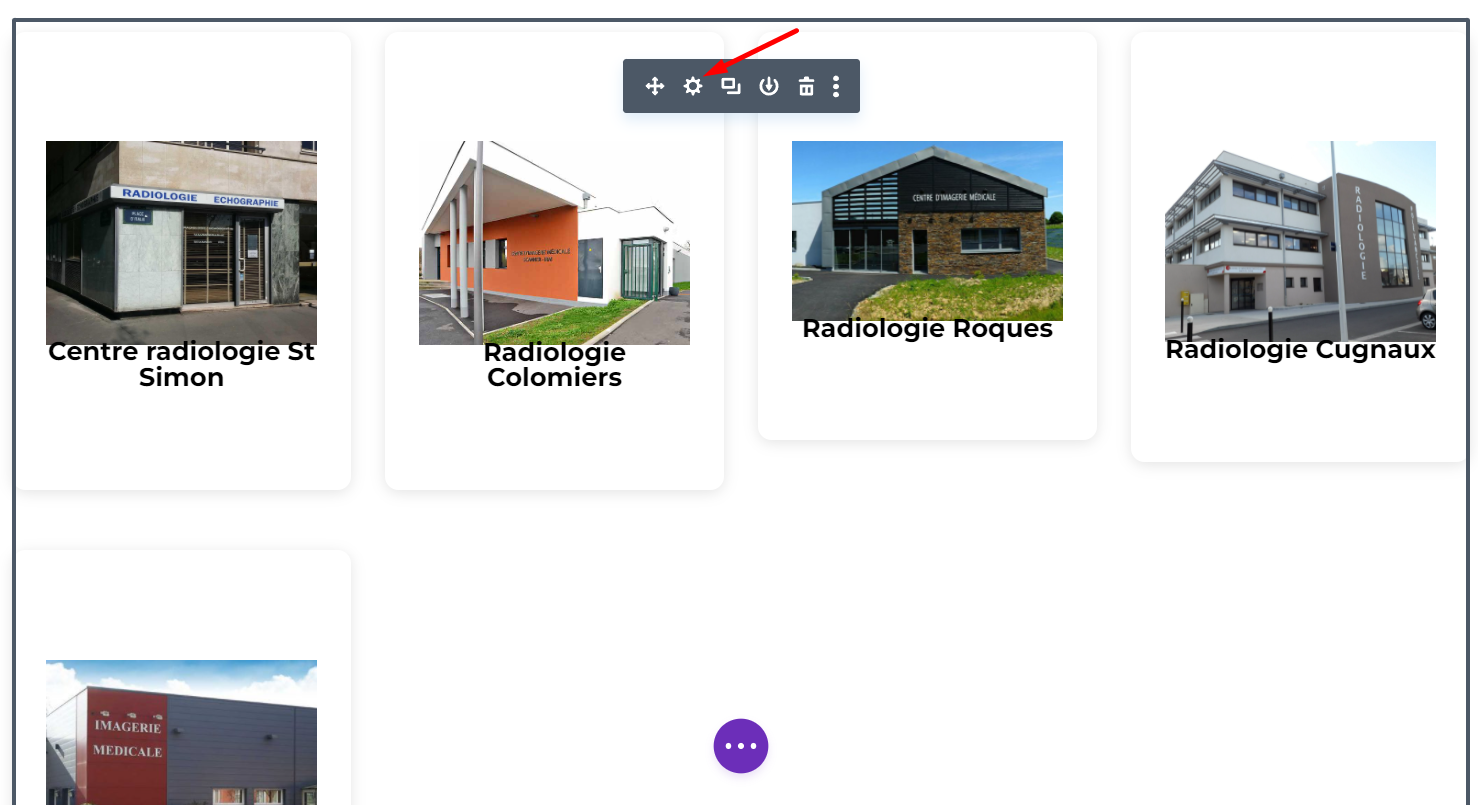 RADIOLOGIE ECHOGRAPHIE
CENTRE D'IMAGERIE MÉDICALE
RADIOLOGIE
Centre radiologie St
Simon
Radiologie
Colomiers
Radiologie Roques
Radiologie Cugnaux
IMAGERIE
MEDICALE